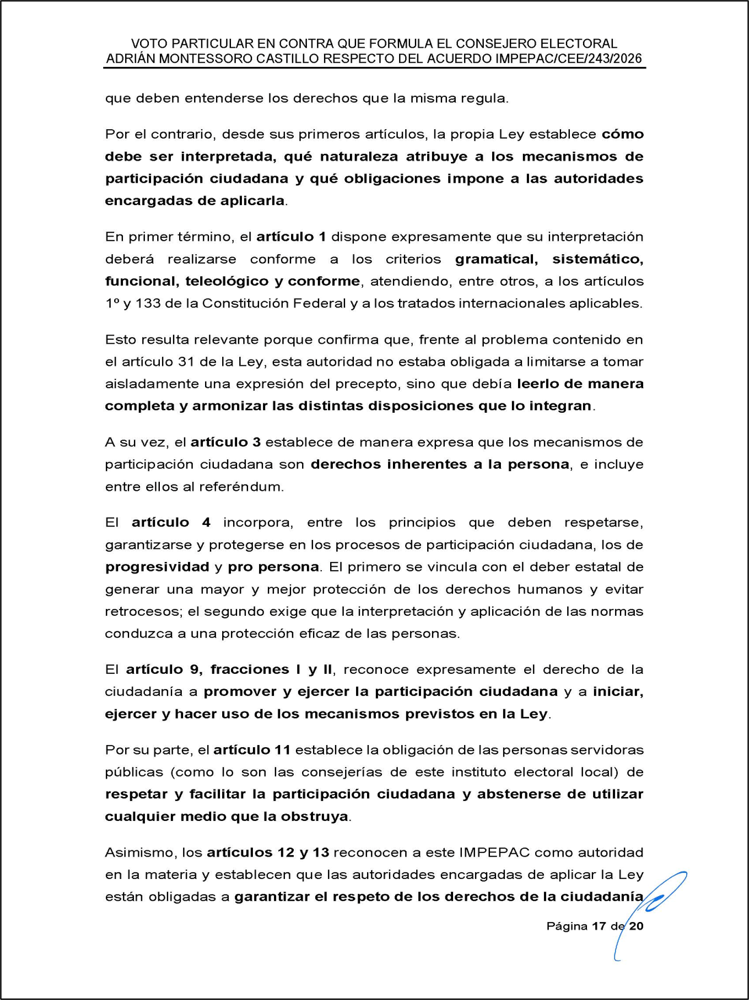 VOTO PARTICULAR EN CONTRA QUE FORMULA EL CONSEJERO ELECTORAL
ADRIÁN MONTESSORO CASTILLO RESPECTO DEL ACUERDO IMPEPAC/CEE/243/2026
que deben entenderse los derechos que la misma regula.
Por el contrario, desde sus primeros artículos, la propia Ley establece cómo
debe ser interpretada, qué naturaleza atribuye a los mecanismos de
participación ciudadana y qué obligaciones impone a las autoridades
encargadas de aplicarla.
En primer término, el artículo 1 dispone expresamente que su interpretación
deberá realizarse conforme a los criterios gramatical, sistemático,
funcional, teleológico y conforme, atendiendo, entre otros, a los artículos
1º y 133 de la Constitución Federal y a los tratados internacionales aplicables.
Esto resulta relevante porque confirma que, frente al problema contenido en
el artículo 31 de la Ley, esta autoridad no estaba obligada a limitarse a tomar
aisladamente una expresión del precepto, sino que debía leerlo de manera
completa y armonizar las distintas disposiciones que lo integran.
A su vez, el artículo 3 establece de manera expresa que los mecanismos de
participación ciudadana son derechos inherentes a la persona, e incluye
entre ellos al referéndum.
El artículo 4 incorpora, entre los principios que deben respetarse,
garantizarse y protegerse en los procesos de participación ciudadana, los de
progresividad y pro persona. El primero se vincula con el deber estatal de
generar una mayor y mejor protección de los derechos humanos y evitar
retrocesos; el segundo exige que la interpretación y aplicación de las normas
conduzca a una protección eficaz de las personas.
El artículo 9, fracciones I y II, reconoce expresamente el derecho de la
ciudadanía a promover y ejercer la participación ciudadana y a iniciar,
ejercer y hacer uso de los mecanismos previstos en la Ley.
Por su parte, el artículo 11 establece la obligación de las personas servidoras
públicas (como lo son las consejerías de este instituto electoral local) de
respetar y facilitar la participación ciudadana y abstenerse de utilizar
cualquier medio que la obstruya.
Asimismo, los artículos 12 y 13 reconocen a este IMPEPAC como autoridad
en la materia y establecen que las autoridades encargadas de aplicar la Ley
están obligadas a garantizar el respeto de los derechos de la ciudadanía
Página 17 de 20